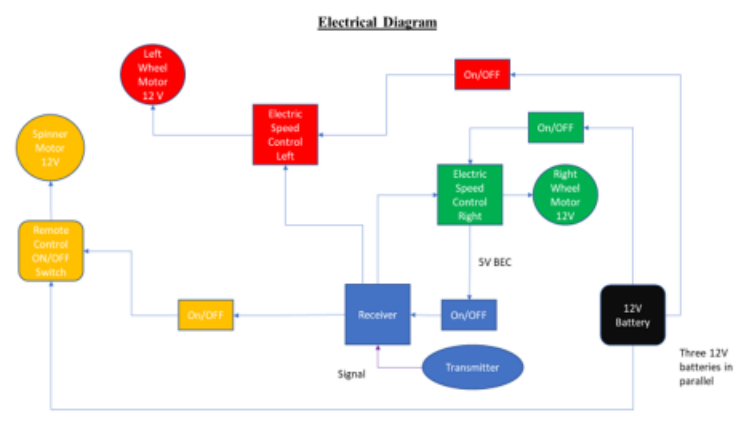 Electrical Diagram
Left
Wheel
Motor
12 V
On/OFF
Electric
Speed
Control
Left
On/OFF
Spinner
Motor
12V
Electric
Speed
Control
Right
Right
Wheel
Motor
12V
Remote
Control
ON/OFF
Switch
5V BEC
On/OFF
Receiver
On/OFF
12V
Battery
Three 12V
batteries in
parallel
Signal
Transmitter